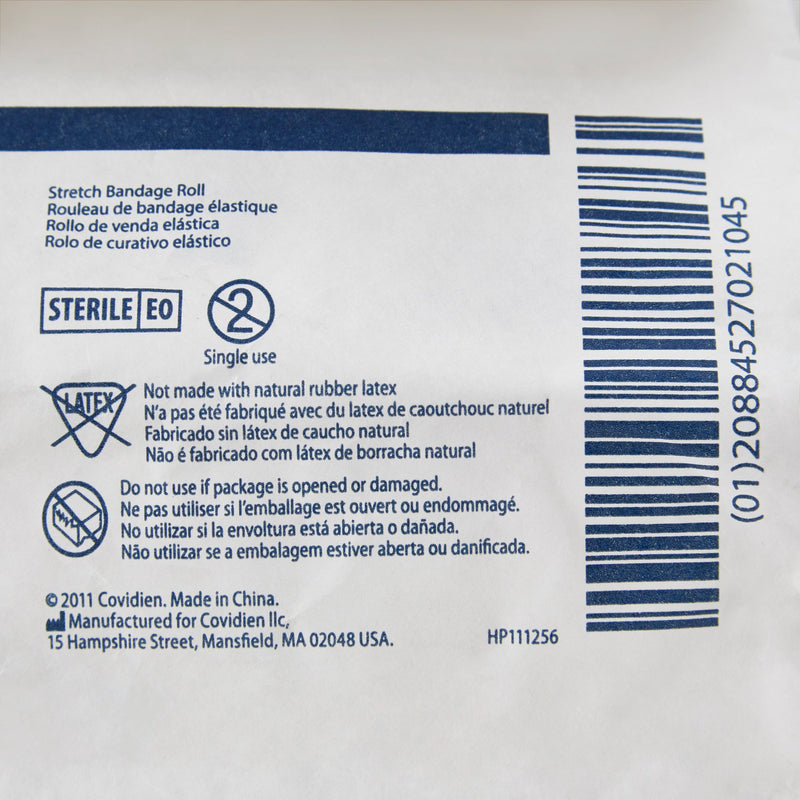 Stretch Bandage Roll
Rouleau de bandage élastique
Rollo de venda elástica
Rolo de curativo elástico
STERILE EO
2
Single use
LATEX
Not made with natural rubber latex
N'a pas été fabriqué avec du latex de caoutchouc naturel
Fabricado sin látex de caucho natural
Não é fabricado com látex de borracha natural
Do not use if package is opened or damaged.
Ne pas utiliser si l'emballage est ouvert ou endommagé.
No utilizar si la envoltura está abierta o dañada.
Não utilizar se a embalagem estiver aberta ou danificada.
© 2011 Covidien. Made in China.
Manufactured for Covidien llc,
15 Hampshire Street, Mansfield, MA 02048 USA.
HP111256
(01)20884527021045